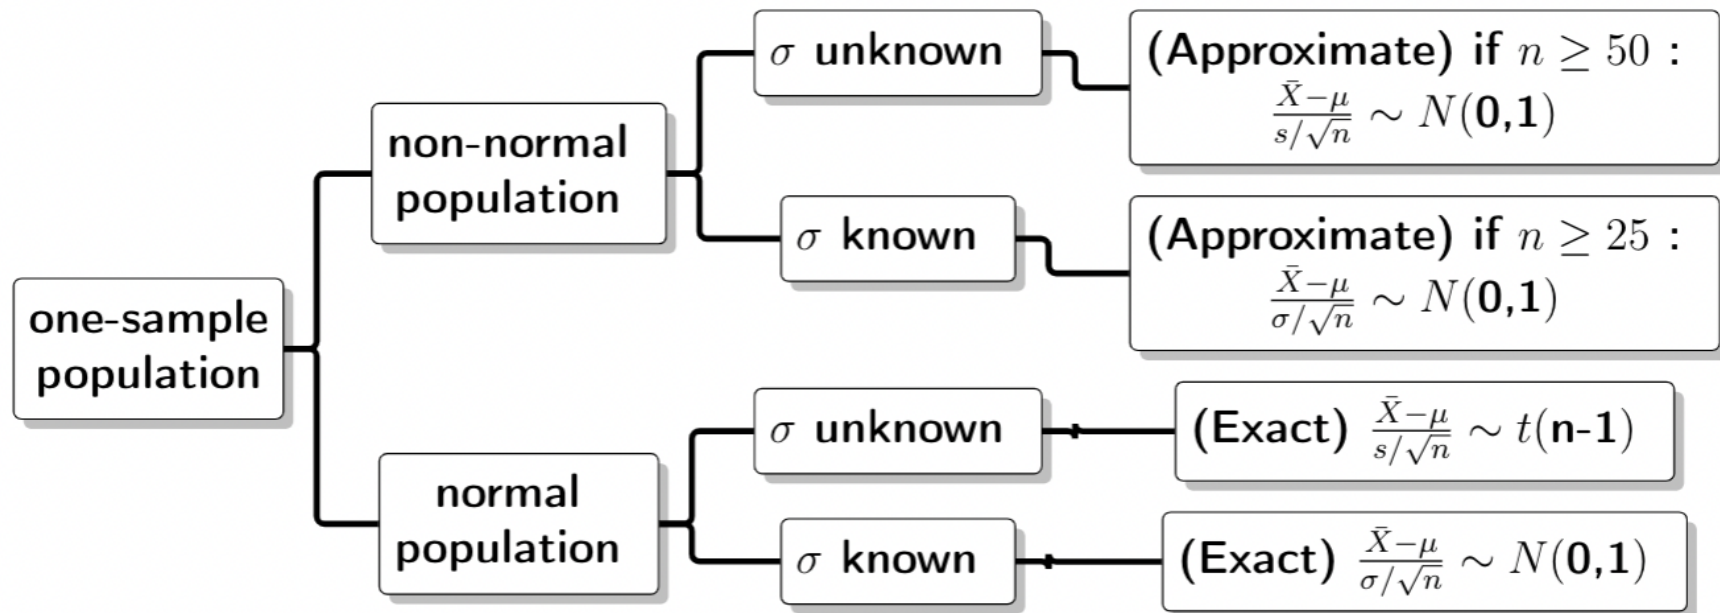 one-sample
population
non-normal
population
σ unknown
(Approximate) if n ≥ 50 :
X̄−μ / s/√n ∼ N(0,1)
σ known
(Approximate) if n ≥ 25 :
X̄−μ / σ/√n ∼ N(0,1)
normal
population
σ unknown
(Exact) X̄−μ / s/√n ∼ t(n-1)
σ known
(Exact) X̄−μ / σ/√n ∼ N(0,1)